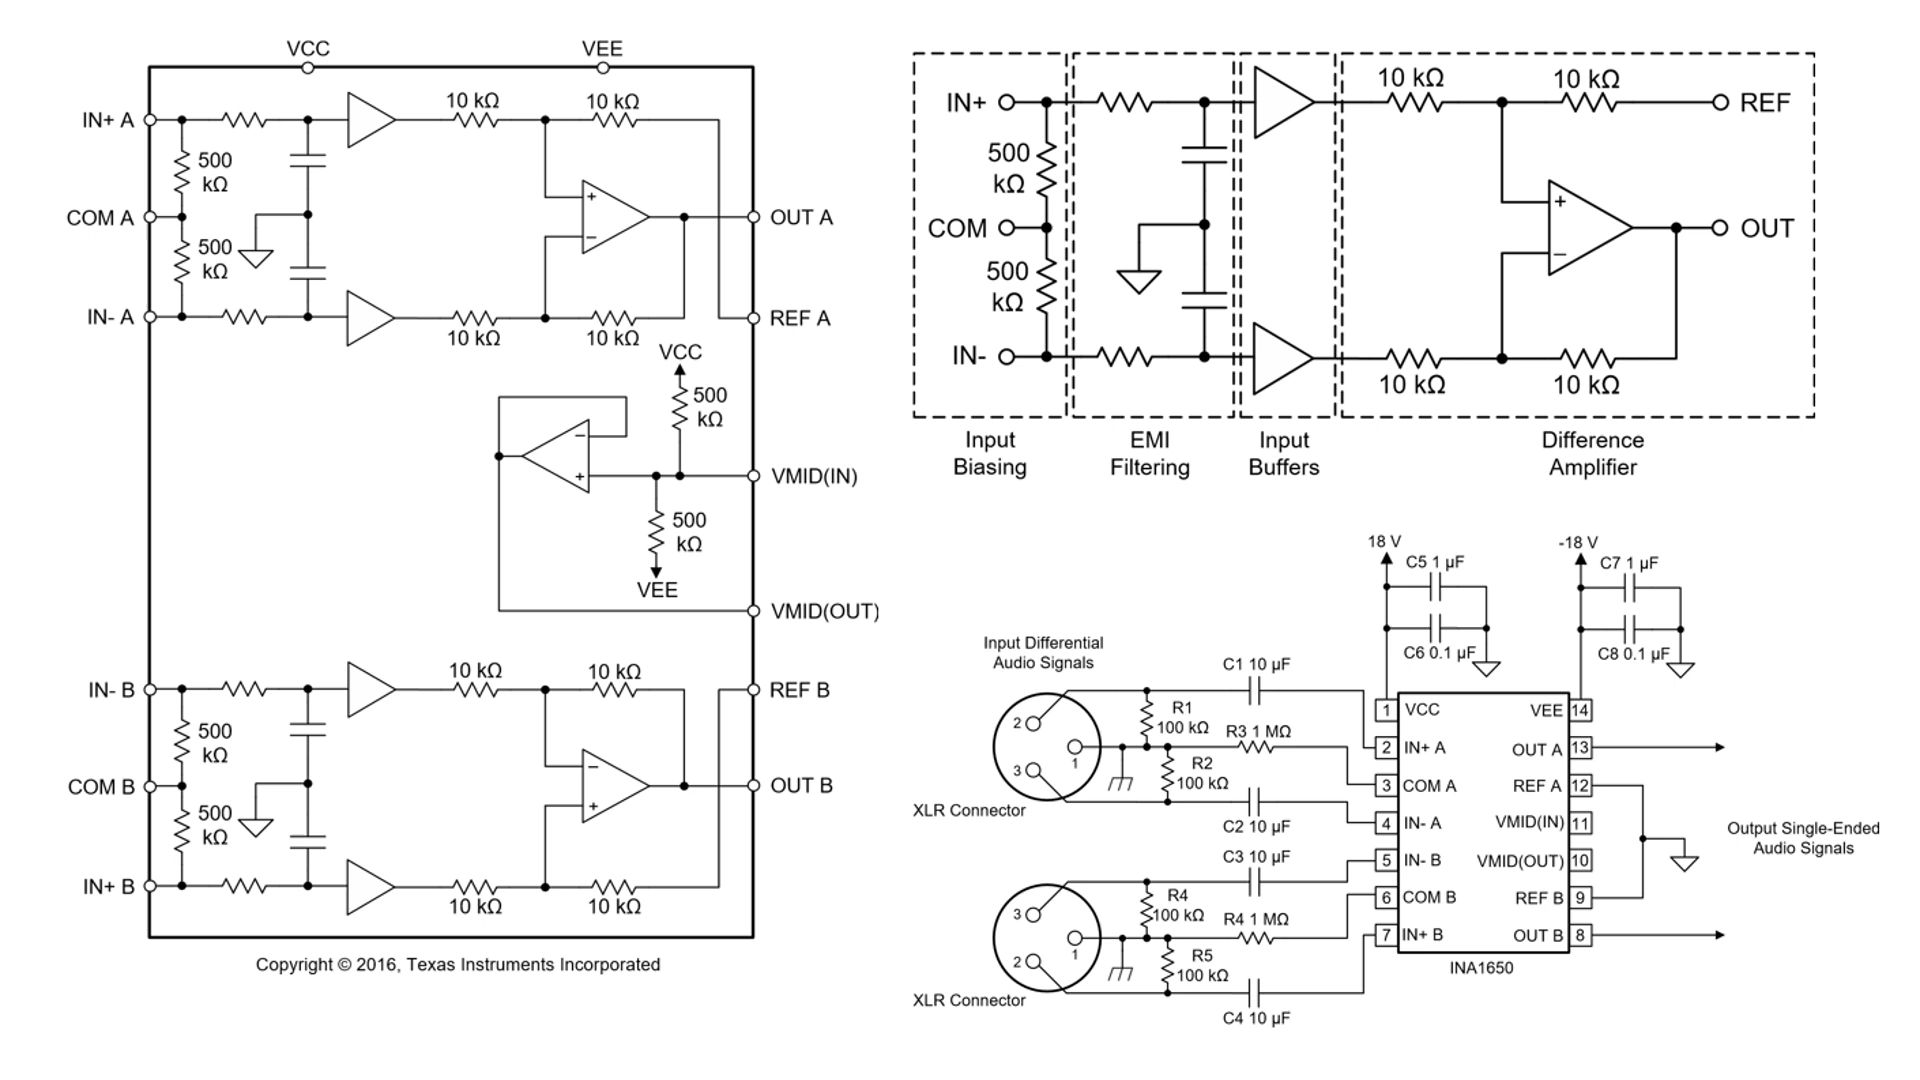 VCC
VEE
IN+ A
10 kΩ
10 kΩ
500
kΩ
+
COM A
OUT A
500
kΩ
–
IN- A
10 kΩ
10 kΩ
REF A
VCC
500
kΩ
–
+
VMID(IN)
500
kΩ
VEE
VMID(OUT)
IN- B
10 kΩ
10 kΩ
REF B
500
kΩ
–
COM B
OUT B
500
kΩ
+
IN+ B
10 kΩ
10 kΩ
Copyright © 2016, Texas Instruments Incorporated
10 kΩ
10 kΩ
IN+
REF
500
kΩ
+
COM
OUT
500
kΩ
–
IN-
10 kΩ
10 kΩ
Input
Biasing
EMI
Filtering
Input
Buffers
Difference
Amplifier
18 V
C5 1 µF
C6 0.1 µF
-18 V
C7 1 µF
C8 0.1 µF
Input Differential
Audio Signals
C1 10 µF
2
R1
100 kΩ
R3 1 MΩ
1
R2
100 kΩ
3
XLR Connector
C2 10 µF
C3 10 µF
3
R4
100 kΩ
R4 1 MΩ
1
R5
100 kΩ
2
XLR Connector
C4 10 µF
1 VCC
VEE 14
2 IN+ A
OUT A 13
3 COM A
REF A 12
4 IN- A
VMID(IN) 11
5 IN- B
VMID(OUT) 10
6 COM B
REF B 9
7 IN+ B
OUT B 8
INA1650
Output Single-Ended
Audio Signals